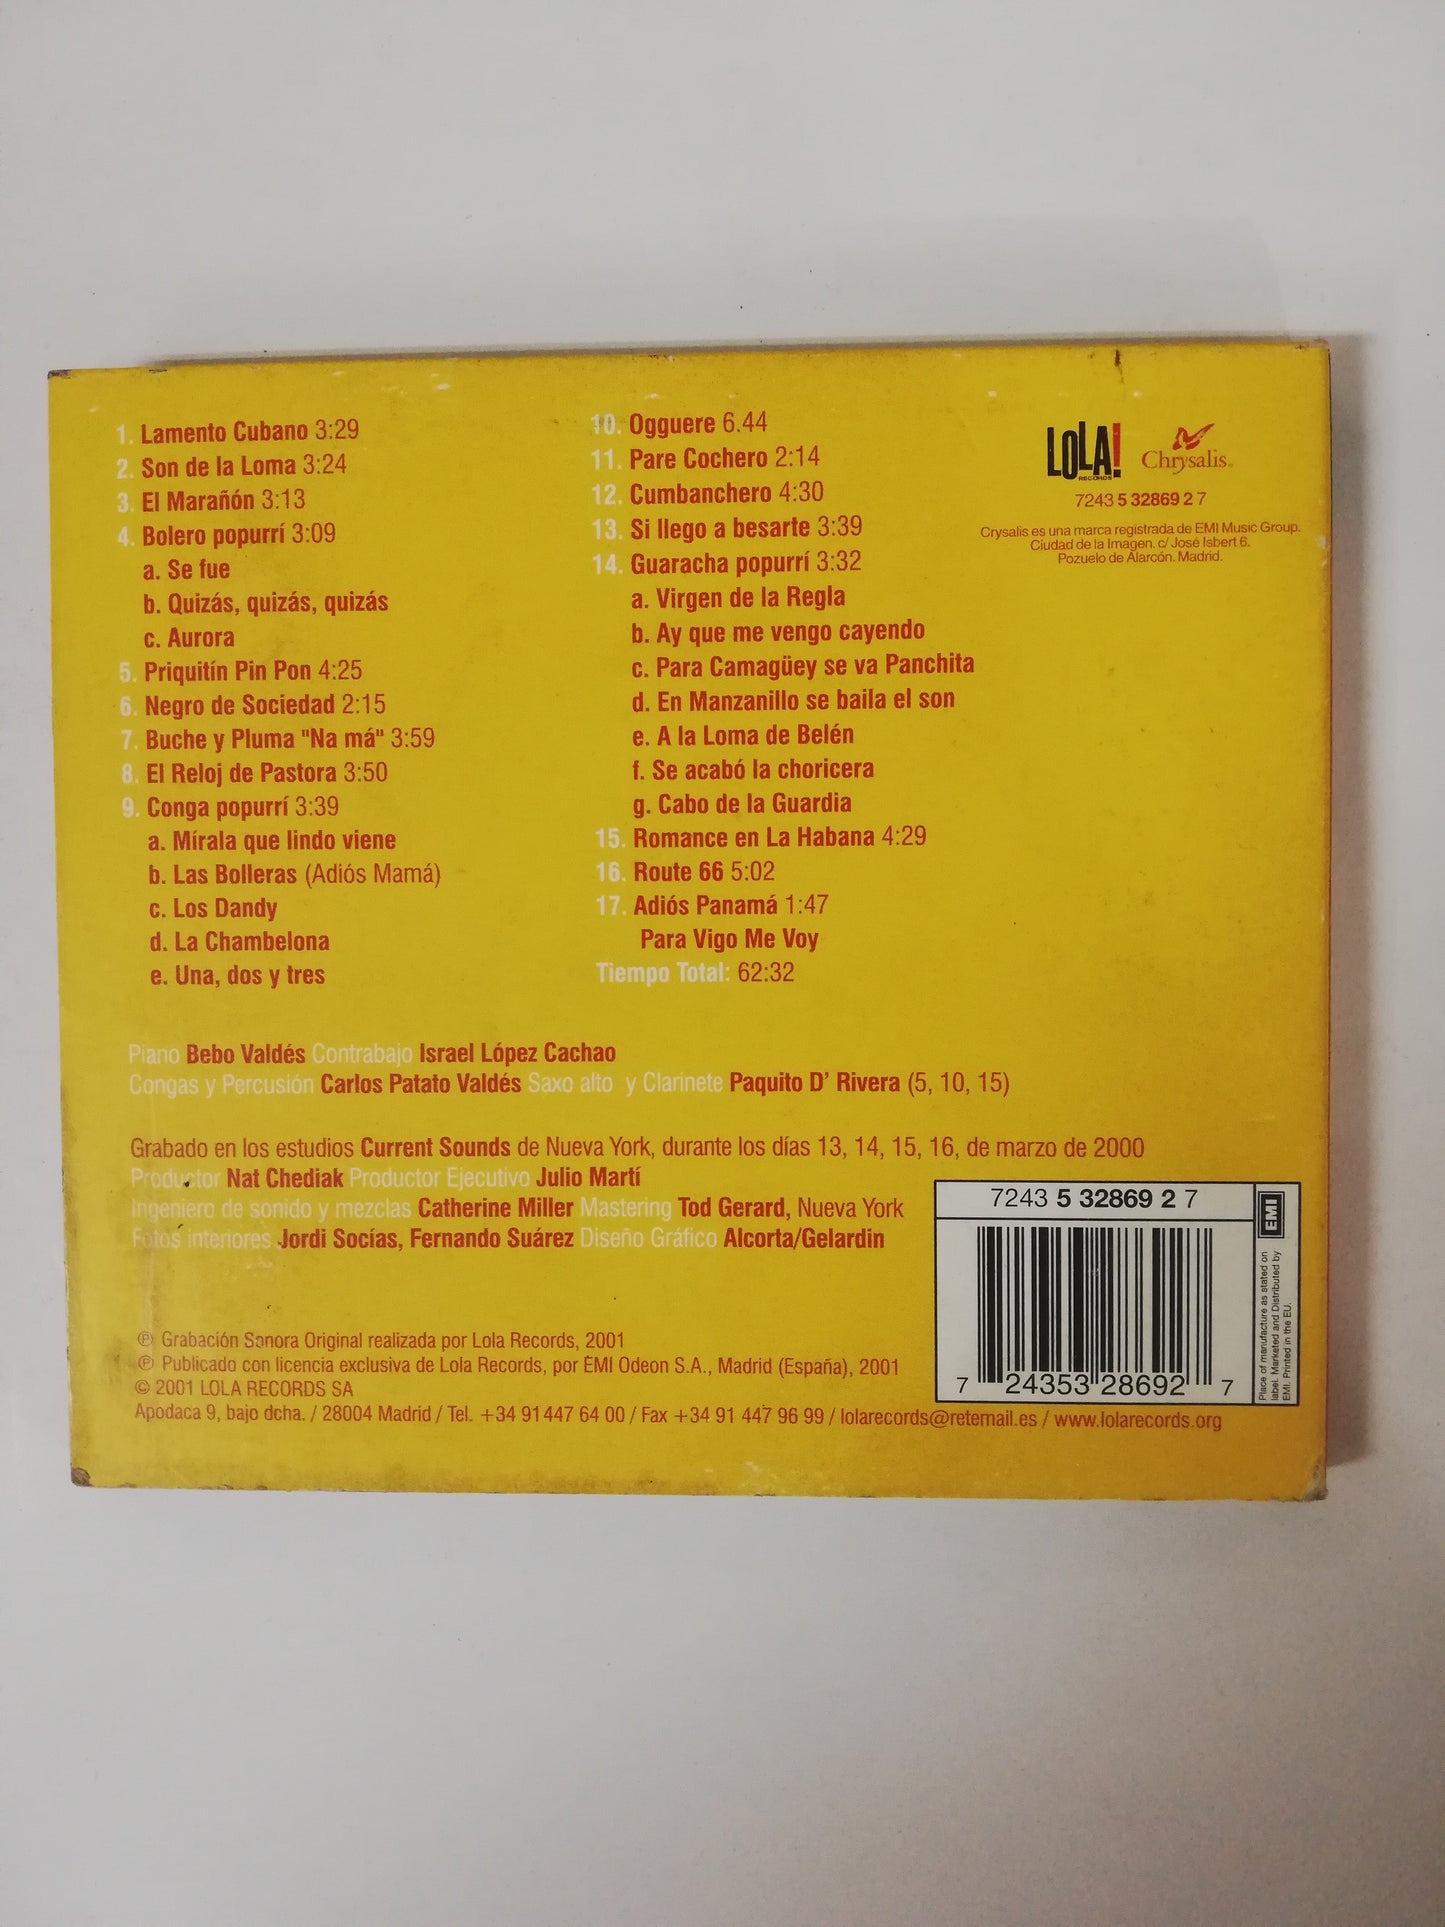 1. Lamento Cubano 3:29
2. Son de la Loma 3:24
3. El Marañón 3:13
4. Bolero popurrí 3:09
a. Se fue
b. Quizás, quizás, quizás
c. Aurora
5. Priquitín Pin Pon 4:25
6. Negro de Sociedad 2:15
7. Buche y Pluma "Na má" 3:59
8. El Reloj de Pastora 3:50
9. Conga popurrí 3:39
a. Mírala que lindo viene
b. Las Bolleras (Adiós Mamá)
c. Los Dandy
d. La Chambelona
e. Una, dos y tres
10. Ogguere 6.44
11. Pare Cochero 2:14
12. Cumbanchero 4:30
13. Si llego a besarte 3:39
14. Guaracha popurrí 3:32
a. Virgen de la Regla
b. Ay que me vengo cayendo
c. Para Camagüey se va Panchita
d. En Manzanillo se baila el son
e. A la Loma de Belén
f. Se acabó la choricera
g. Cabo de la Guardia
15. Romance en La Habana 4:29
16. Route 66 5:02
17. Adiós Panamá 1:47
Para Vigo Me Voy
Tiempo Total: 62:32
LOLA!
RECORDS
Chrysalis®
7243 5 32869 2 7
Crysalis es una marca registrada de EMI Music Group.
Ciudad de la Imagen. c/ José Isbert 6.
Pozuelo de Alarcón. Madrid.
Piano Bebo Valdés Contrabajo Israel López Cachao
Congas y Percusión Carlos Patato Valdés Saxo alto y Clarinete Paquito D' Rivera (5, 10, 15)
Grabado en los estudios Current Sounds de Nueva York, durante los días 13, 14, 15, 16, de marzo de 2000
Productor Nat Chediak Productor Ejecutivo Julio Martí
Ingeniero de sonido y mezclas Catherine Miller Mastering Tod Gerard, Nueva York
Fotos interiores Jordi Socías, Fernando Suárez Diseño Gráfico Alcorta/Gelardin
℗ Grabación Sonora Original realizada por Lola Records, 2001
℗ Publicado con licencia exclusiva de Lola Records, por EMI Odeon S.A., Madrid (España), 2001
© 2001 LOLA RECORDS SA
Apodaca 9, bajo dcha. / 28004 Madrid / Tel. +34 91 447 64 00 / Fax +34 91 447 96 99 / lolarecords@retemail.es / www.lolarecords.org
7243 5 32869 2 7
7 24353 28692 7
EMI
Place of manufacture as stated on
label. Marketed and Distributed by
EMI. Printed in the EU.